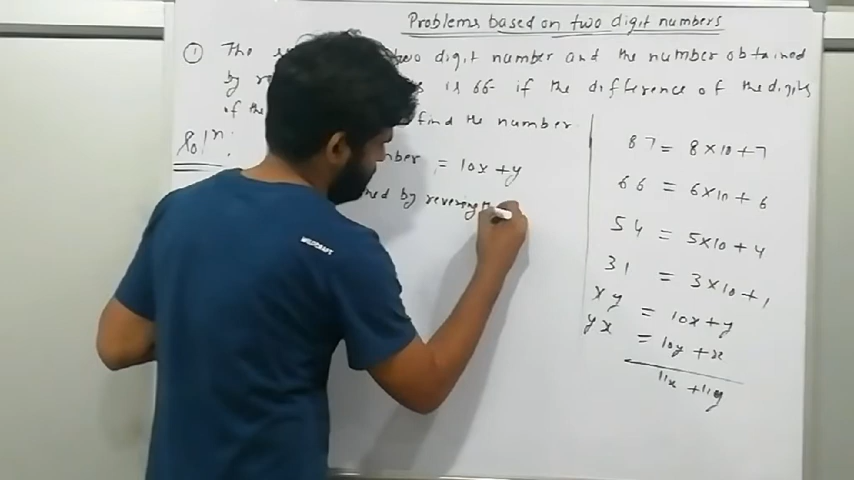 Problems based on two digit numbers
① The two digit number and the number obtained
by is 66 if the difference of the digits
of the find the number
Solⁿ:
= 10x + y
by revering
87 = 8×10+7
66 = 6×10 + 6
54 = 5×10 + 4
31 = 3×10+1
xy = 10x+y
yx = 10y + x
11x + 11y
WILDCRAFT